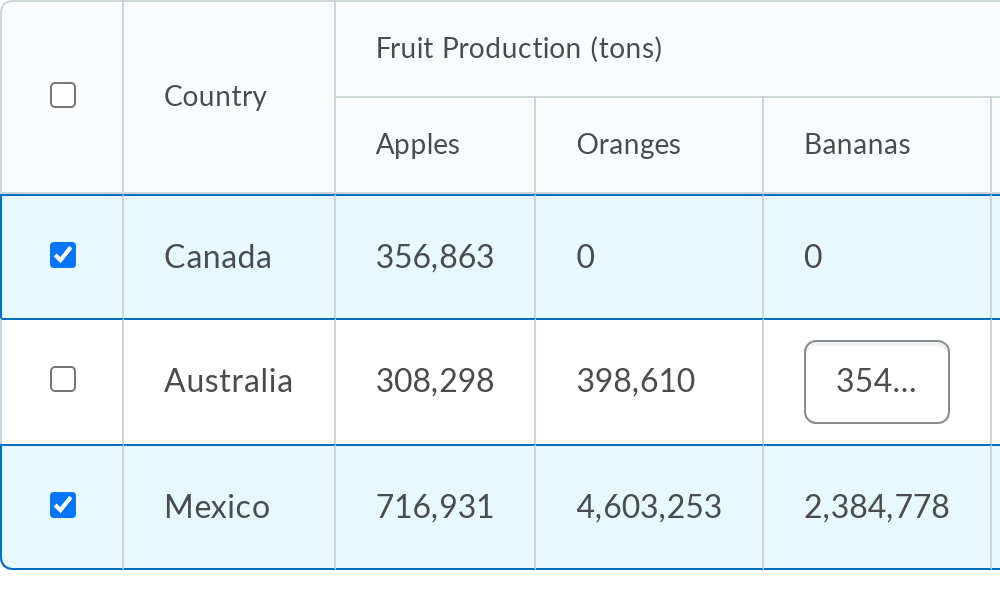 Fruit Production (tons)
Country
Apples Oranges Bananas
Canada 356,863 0 0
Australia 308,298 398,610 354...
Mexico 716,931 4,603,253 2,384,778